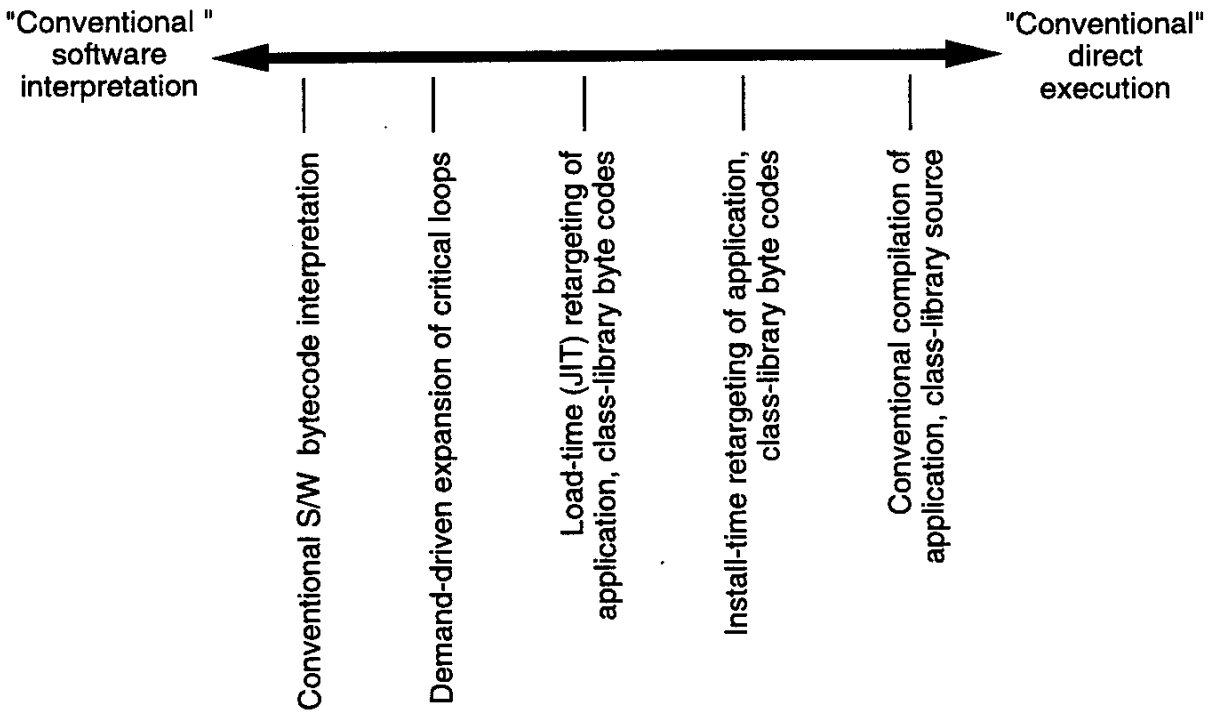 "Conventional "
software
interpretation
"Conventional"
direct
execution
Conventional S/W bytecode interpretation
Demand-driven expansion of critical loops
Load-time (JIT) retargeting of
application, class-library byte codes
Install-time retargeting of application,
class-library byte codes
Conventional compilation of
application, class-library source